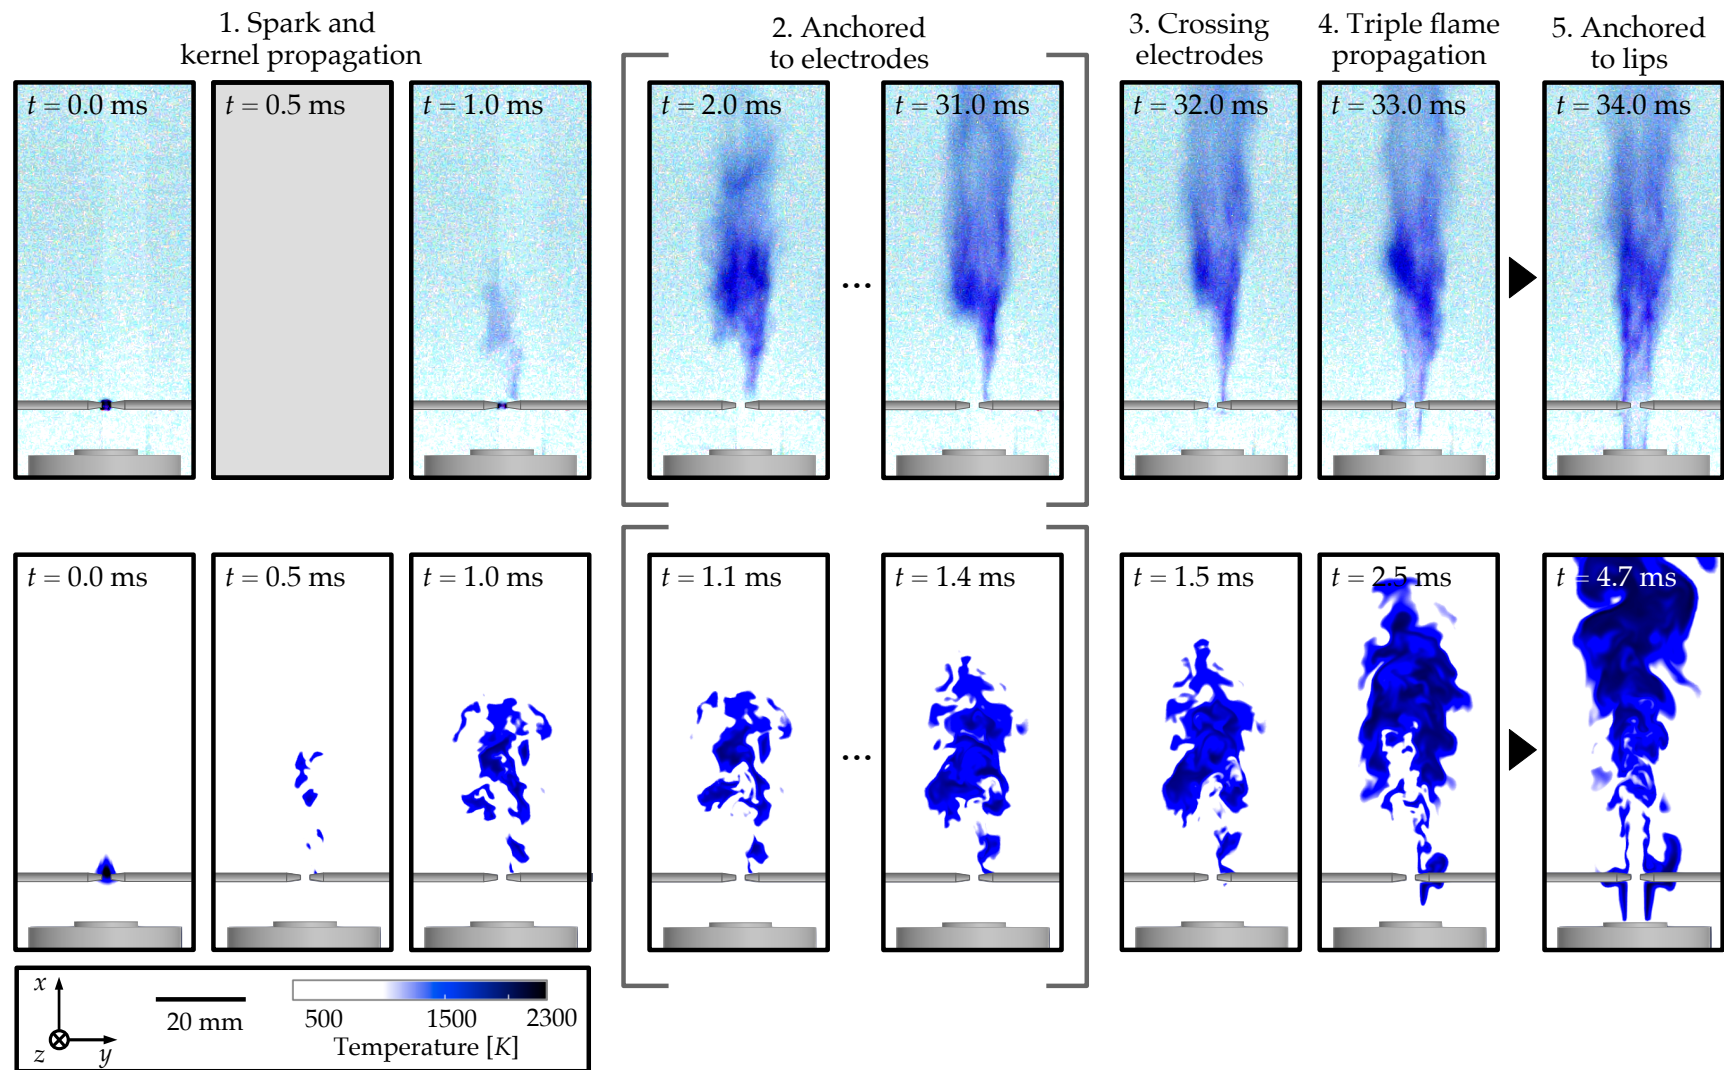 1. Spark and
kernel propagation
2. Anchored
to electrodes
3. Crossing
electrodes
4. Triple flame
propagation
5. Anchored
to lips
t = 0.0 ms
t = 0.5 ms
t = 1.0 ms
t = 2.0 ms
...
t = 31.0 ms
t = 32.0 ms
t = 33.0 ms
t = 34.0 ms
t = 0.0 ms
t = 0.5 ms
t = 1.0 ms
t = 1.1 ms
...
t = 1.4 ms
t = 1.5 ms
t = 2.5 ms
t = 4.7 ms
x
z
y
20 mm
500 1500 2300
Temperature [K]